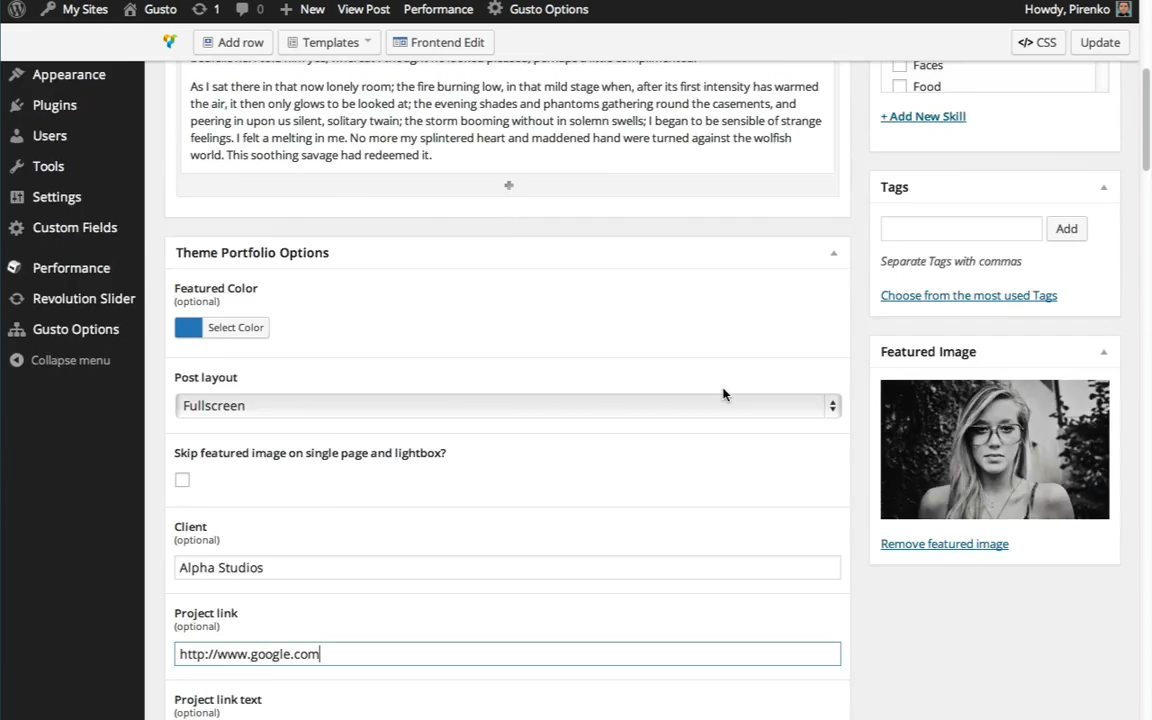 My Sites Gusto 1 0 New View Post Performance Gusto Options Howdy, Pirenko
Add row Templates Frontend Edit </> CSS Update
Appearance
Plugins
Users
Tools
Settings
Custom Fields
Performance
Revolution Slider
Gusto Options
Collapse menu
As I sat there in that now lonely room; the fire burning low, in that mild stage when, after its first intensity has warmed
the air, it then only glows to be looked at; the evening shades and phantoms gathering round the casements, and
peering in upon us silent, solitary twain; the storm booming without in solemn swells; I began to be sensible of strange
feelings. I felt a melting in me. No more my splintered heart and maddened hand were turned against the wolfish
world. This soothing savage had redeemed it.
Theme Portfolio Options
Featured Color
(optional)
Select Color
Post layout
Fullscreen
Skip featured image on single page and lightbox?
Client
(optional)
Alpha Studios
Project link
(optional)
http://www.google.com
Project link text
(optional)
Faces
Food
+ Add New Skill
Tags
Add
Separate Tags with commas
Choose from the most used Tags
Featured Image
Remove featured image